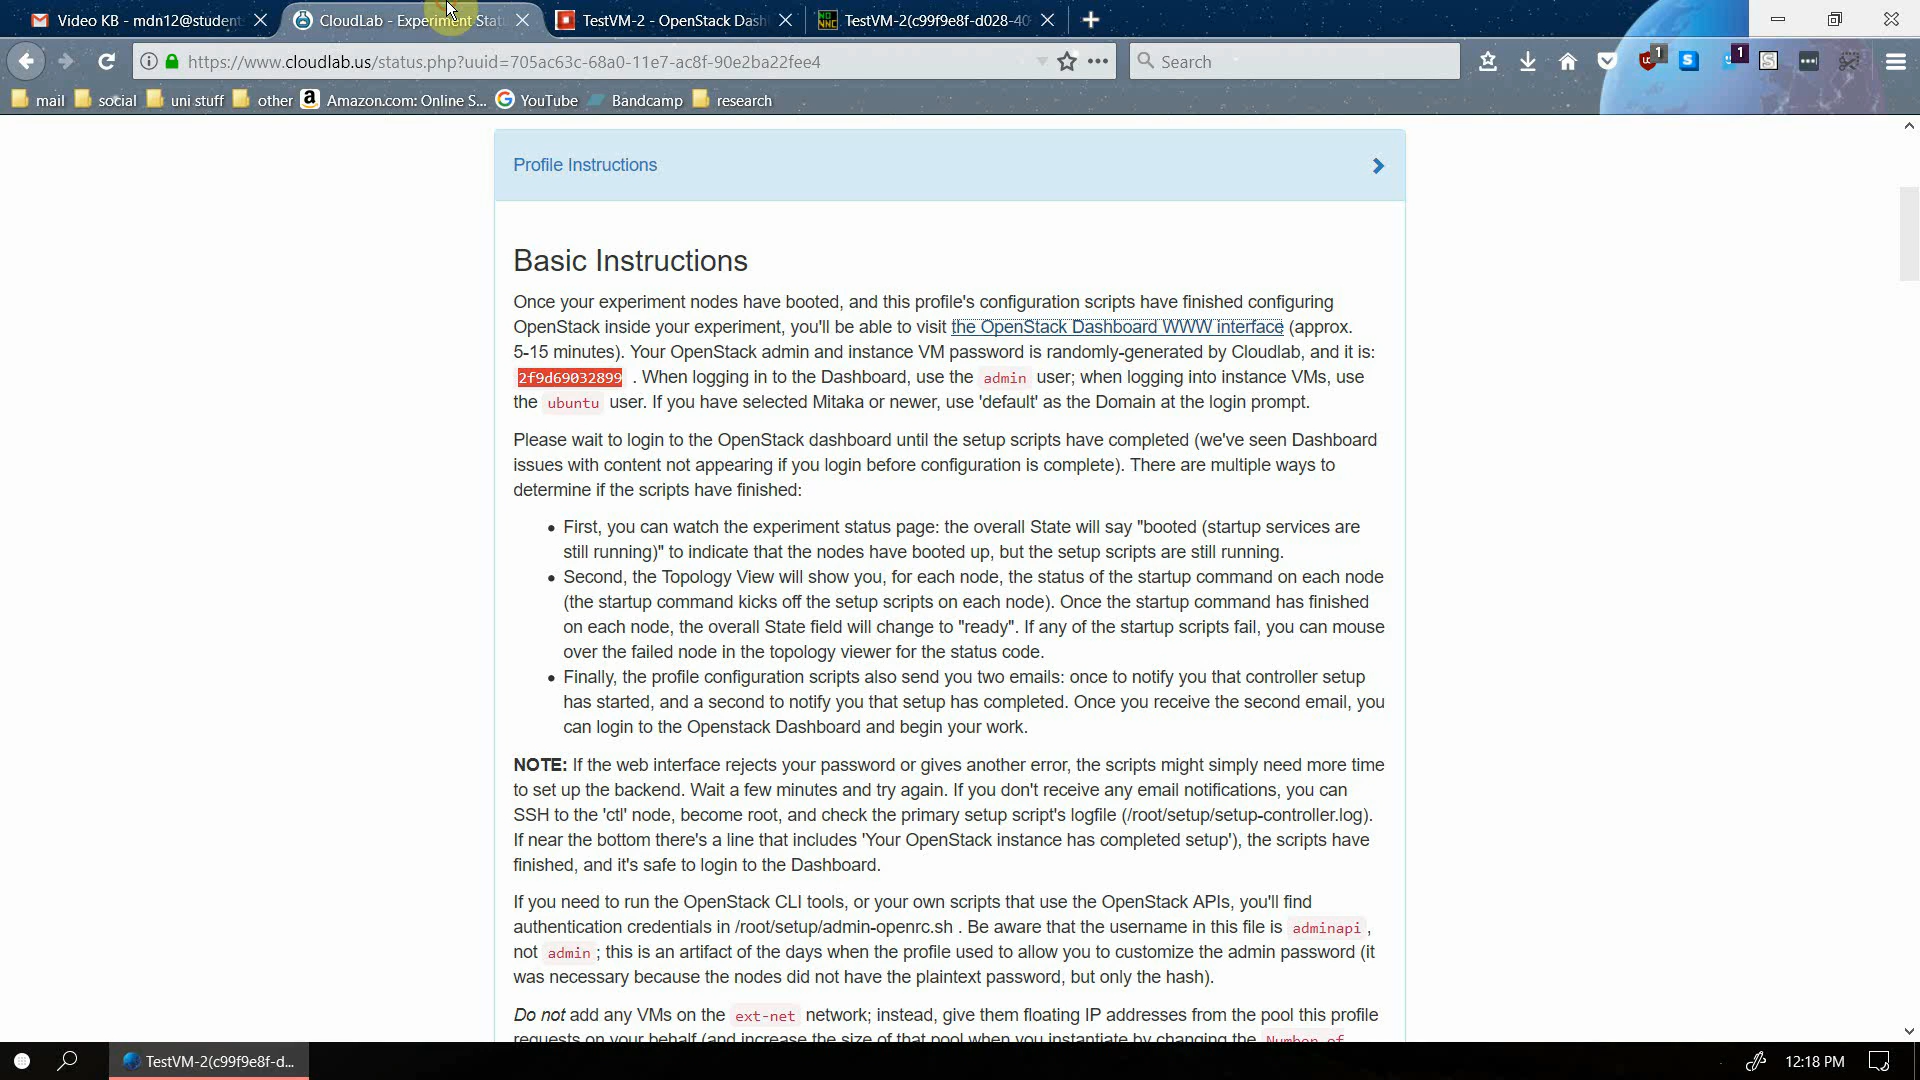 Video KB - mdn12@student
CloudLab - Experiment Stat
TestVM-2 - OpenStack Dash
TestVM-2(c99f9e8f-d028-40
https://www.cloudlab.us/status.php?uuid=705ac63c-68a0-11e7-ac8f-90e2ba22fee4
Search
1
1
mail
social
uni stuff
other
Amazon.com: Online S...
YouTube
Bandcamp
research
Profile Instructions
Basic Instructions
Once your experiment nodes have booted, and this profile's configuration scripts have finished configuring
OpenStack inside your experiment, you'll be able to visit the OpenStack Dashboard WWW interface (approx.
5-15 minutes). Your OpenStack admin and instance VM password is randomly-generated by Cloudlab, and it is:
2f9d69032899 . When logging in to the Dashboard, use the admin user; when logging into instance VMs, use
the ubuntu user. If you have selected Mitaka or newer, use 'default' as the Domain at the login prompt.
Please wait to login to the OpenStack dashboard until the setup scripts have completed (we've seen Dashboard
issues with content not appearing if you login before configuration is complete). There are multiple ways to
determine if the scripts have finished:
• First, you can watch the experiment status page: the overall State will say "booted (startup services are
still running)" to indicate that the nodes have booted up, but the setup scripts are still running.
• Second, the Topology View will show you, for each node, the status of the startup command on each node
(the startup command kicks off the setup scripts on each node). Once the startup command has finished
on each node, the overall State field will change to "ready". If any of the startup scripts fail, you can mouse
over the failed node in the topology viewer for the status code.
• Finally, the profile configuration scripts also send you two emails: once to notify you that controller setup
has started, and a second to notify you that setup has completed. Once you receive the second email, you
can login to the Openstack Dashboard and begin your work.
NOTE: If the web interface rejects your password or gives another error, the scripts might simply need more time
to set up the backend. Wait a few minutes and try again. If you don't receive any email notifications, you can
SSH to the 'ctl' node, become root, and check the primary setup script's logfile (/root/setup/setup-controller.log).
If near the bottom there's a line that includes 'Your OpenStack instance has completed setup'), the scripts have
finished, and it's safe to login to the Dashboard.
If you need to run the OpenStack CLI tools, or your own scripts that use the OpenStack APIs, you'll find
authentication credentials in /root/setup/admin-openrc.sh . Be aware that the username in this file is adminapi ,
not admin ; this is an artifact of the days when the profile used to allow you to customize the admin password (it
was necessary because the nodes did not have the plaintext password, but only the hash).
Do not add any VMs on the ext-net network; instead, give them floating IP addresses from the pool this profile
requests on your behalf (and increase the size of that pool when you instantiate by changing the Number of
TestVM-2(c99f9e8f-d...
12:18 PM